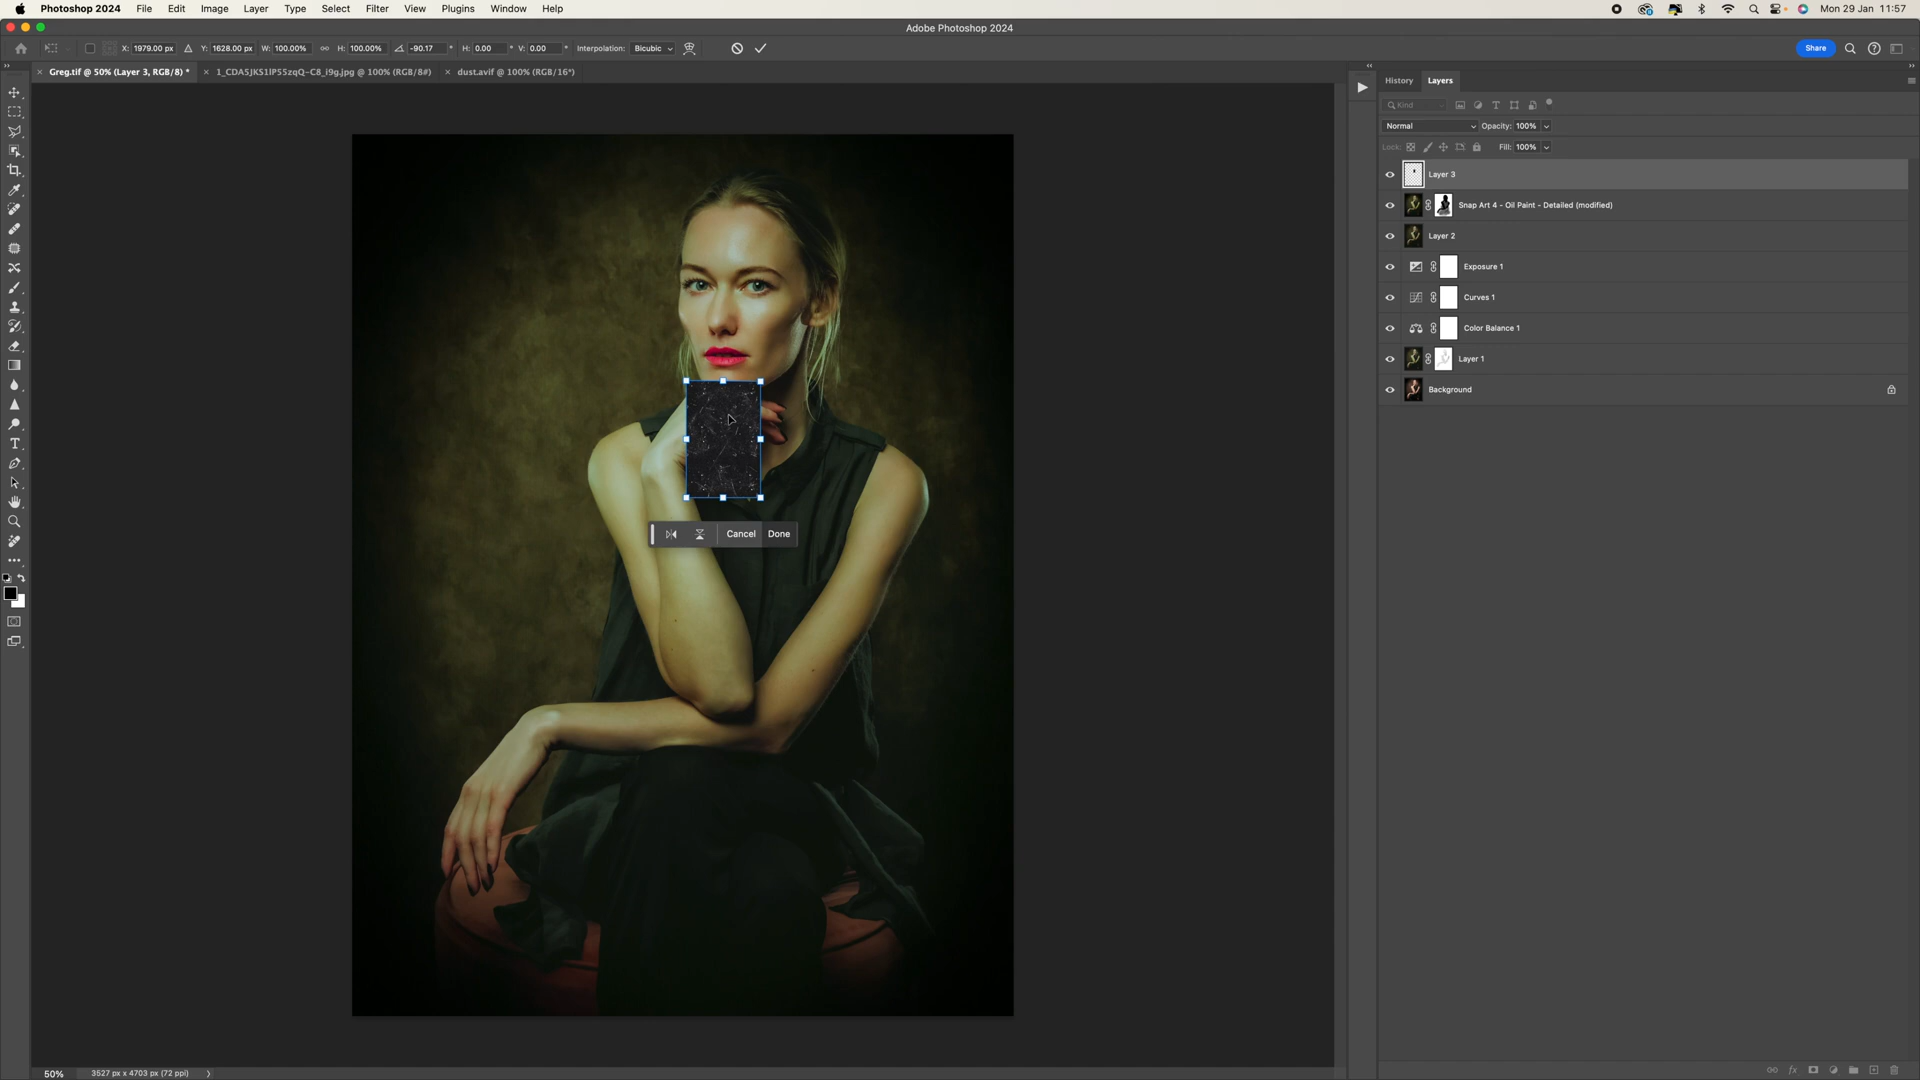 Photoshop 2024 File Edit Image Layer Type Select Filter View Plugins Window Help Mon 29 Jan 11:57
Adobe Photoshop 2024
X: 1979.00 px Y: 1628.00 px W: 100.00% H: 100.00% -90.17 ° H: 0.00 ° V: 0.00 ° Interpolation: Bicubic Share
Greg.tif @ 50% (Layer 3, RGB/8) * 1_CDA5JKS1lPS5zqQ-C8_i9g.jpg @ 100% (RGB/8#) dust.avif @ 100% (RGB/16*)
History Layers
Kind
Normal Opacity: 100%
Lock: Fill: 100%
Layer 3
Snap Art 4 - Oil Paint - Detailed (modified)
Layer 2
Exposure 1
Curves 1
Color Balance 1
Layer 1
Background
Cancel Done
50% 3527 px x 4703 px (72 ppi)